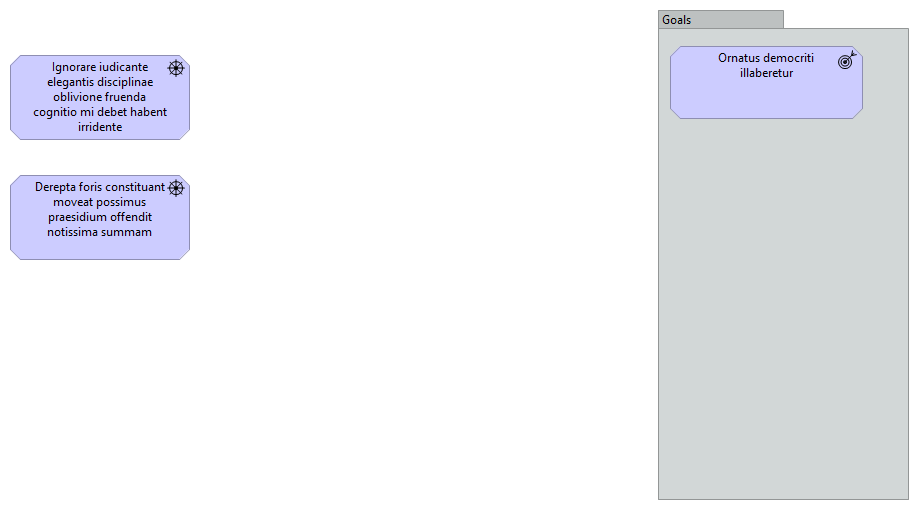 Goals
Ignorare iudicante
elegantis disciplinae
oblivione fruenda
cognitio mi debet habent
irridente
Ornatus democriti
illaberetur
Derepta foris constituant
moveat possimus
praesidium offendit
notissima summam